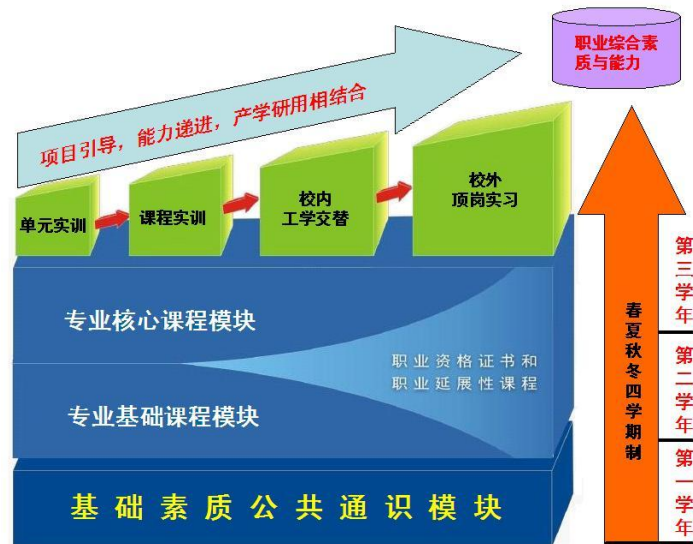 职业综合素
质与能力
项目引导，能力递进，产学研用相结合
单元实训
课程实训
校内
工学交替
校外
顶岗实习
专业核心课程模块
职业资格证书和
职业延展性课程
专业基础课程模块
基础素质公共通识模块
春夏秋冬四学期制
第三学年
第二学年
第一学年